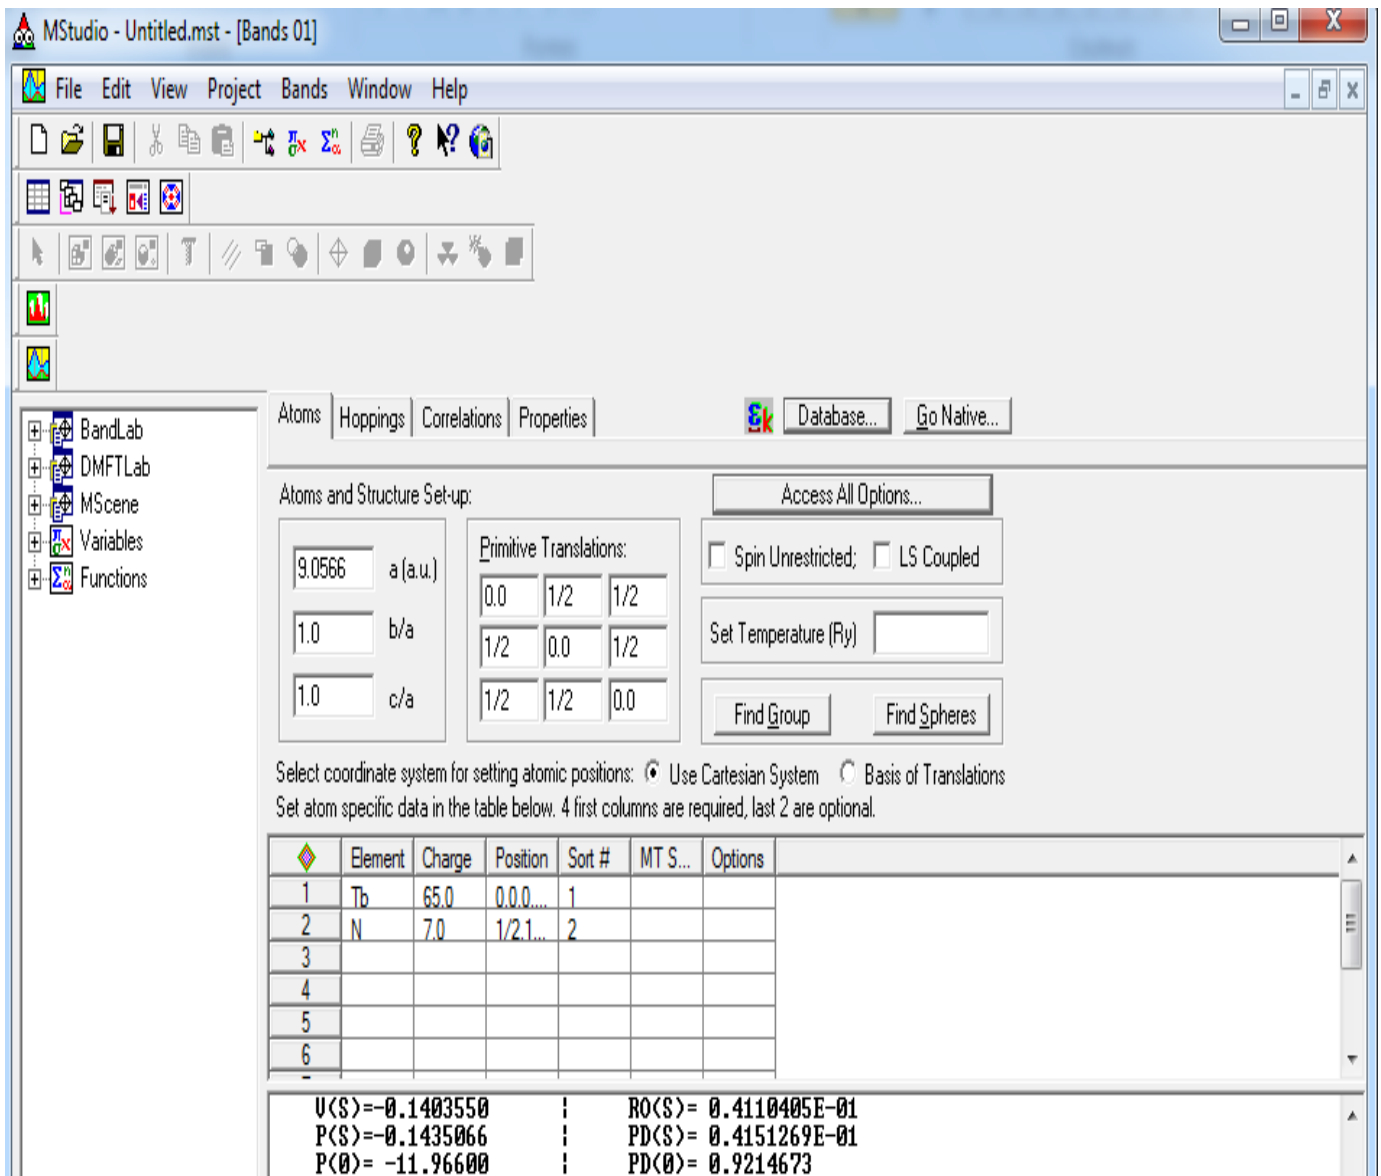 MStudio - Untitled.mst - [Bands 01]
File Edit View Project Bands Window Help
BandLab
DMFTLab
MScene
Variables
Functions
Atoms Hoppings Correlations Properties Database... Go Native...
Atoms and Structure Set-up: Access All Options...
9.0566 a (a.u.)
1.0 b/a
1.0 c/a
Primitive Translations:
0.0 1/2 1/2
1/2 0.0 1/2
1/2 1/2 0.0
Spin Unrestricted; LS Coupled
Set Temperature (Ry)
Find Group Find Spheres
Select coordinate system for setting atomic positions: Use Cartesian System Basis of Translations
Set atom specific data in the table below. 4 first columns are required, last 2 are optional.
Element Charge Position Sort # MT S... Options
1 Tb 65.0 0.0.0.... 1
2 N 7.0 1/2.1... 2
3
4
5
6
U(S)=-0.1403550 ¦ RO(S)= 0.4110405E-01
P(S)=-0.1435066 ¦ PD(S)= 0.4151269E-01
P(0)= -11.96600 ¦ PD(0)= 0.9214673